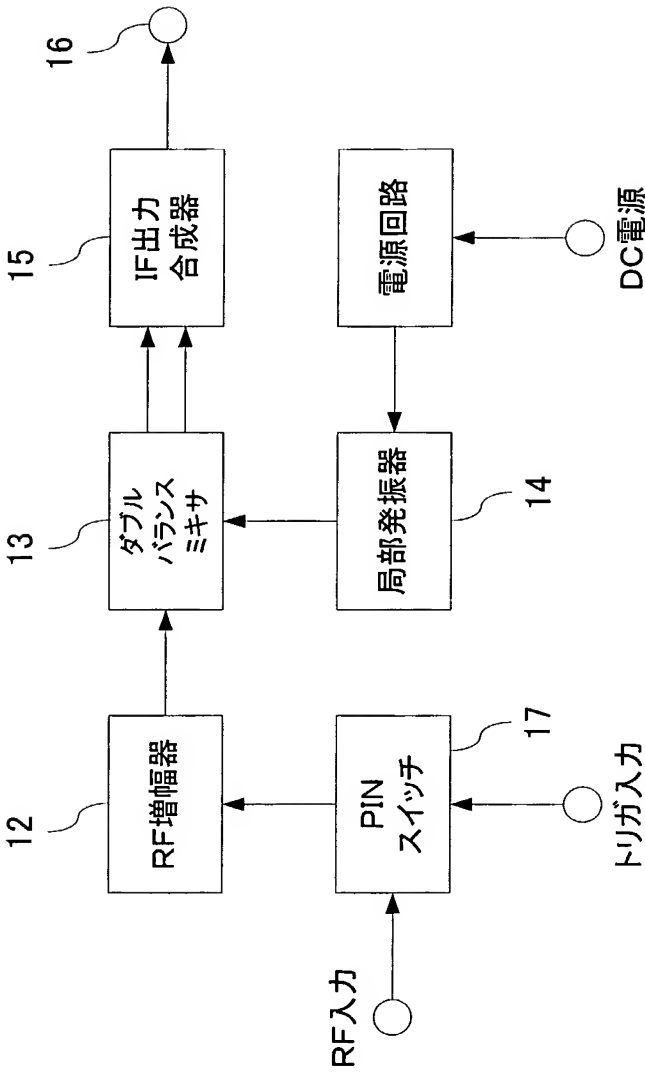 12
RF増幅器
13
ダブル
バランス
ミキサ
15
IF出力
合成器
16
RF入力
PIN
スイッチ
17
トリガ入力
局部発振器
14
電源回路
DC電源